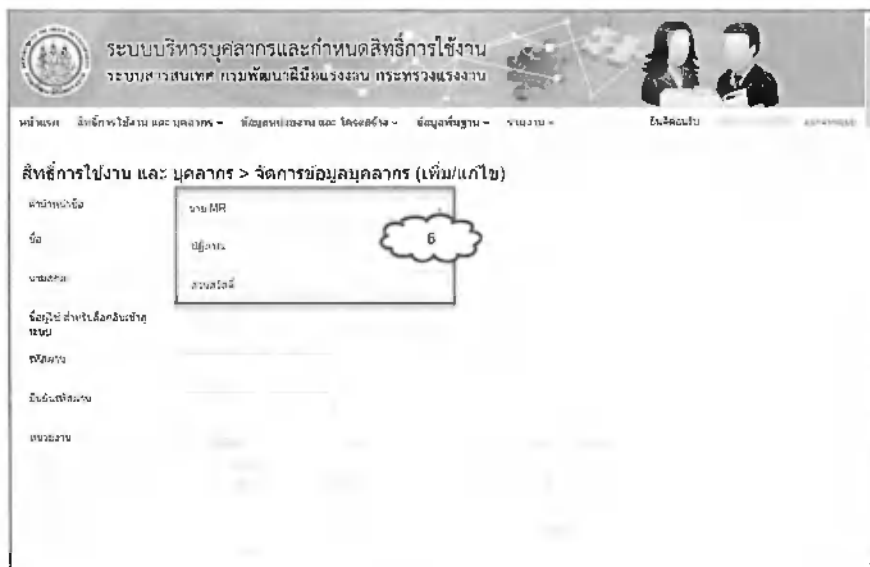 ระบบบริหารบุคลากรและกำหนดสิทธิ์การใช้งาน
ระบบสารสนเทศ กรมพัฒนาฝีมือแรงงาน กระทรวงแรงงาน
หน้าแรก สิทธิ์การใช้งาน และ บุคลากร ข้อมูลหน่วยงาน และ โครงสร้าง ข้อมูลพื้นฐาน รายงาน ยินดีต้อนรับ
สิทธิ์การใช้งาน และ บุคลากร > จัดการข้อมูลบุคลากร (เพิ่ม/แก้ไข)
คำนำหน้าชื่อ นาย MR
6
ชื่อ
นามสกุล
ชื่อผู้ใช้ สำหรับล็อกอินเข้าสู่
ระบบ
รหัสผ่าน
ยืนยันรหัสผ่าน
หน่วยงาน